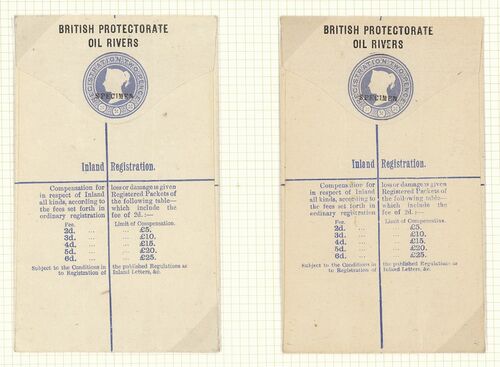 BRITISH PROTECTORATE
OIL RIVERS
REGISTRATION:TWO-PENCE
SPECIMEN
Inland Registration.
Compensation for loss or damage is given
in respect of Inland Registered Packets of
all kinds, according to the following table—
the fees set forth in which include the
ordinary registration fee of 2d. :—
Fee. Limit of Compensation.
2d. ... ... £5.
3d. ... ... £10.
4d. ... ... £15.
5d. ... ... £20.
6d. ... ... £25.
Subject to the Conditions in the published Regulations as
to Registration of Inland Letters, &c.
BRITISH PROTECTORATE
OIL RIVERS
REGISTRATION:TWO-PENCE
SPECIMEN
Inland Registration.
Compensation for loss or damage is given
in respect of Inland Registered Packets of
all kinds, according to the following table—
the fees set forth in which include the
ordinary registration fee of 2d. :—
Fee. Limit of Compensation.
2d. ... ... £5.
3d. ... ... £10.
4d. ... ... £15.
5d. ... ... £20.
6d. ... ... £25.
Subject to the Conditions in the published Regulations as
to Registration of Inland Letters, &c.